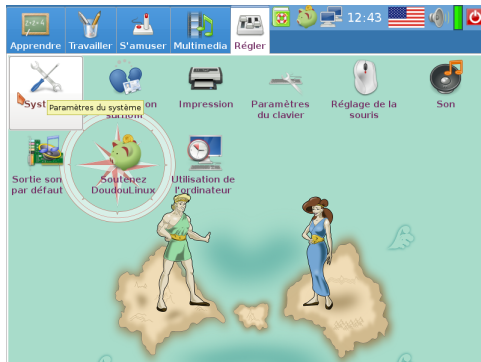 Apprendre
Travailler
S'amuser
Multimedia
Régler
12:43
Paramètres du système
surnom
Impression
Paramètres
du clavier
Réglage de la
souris
Son
Sortie son
par défaut
Soutenez
DoudouLinux
Utilisation de
l'ordinateur